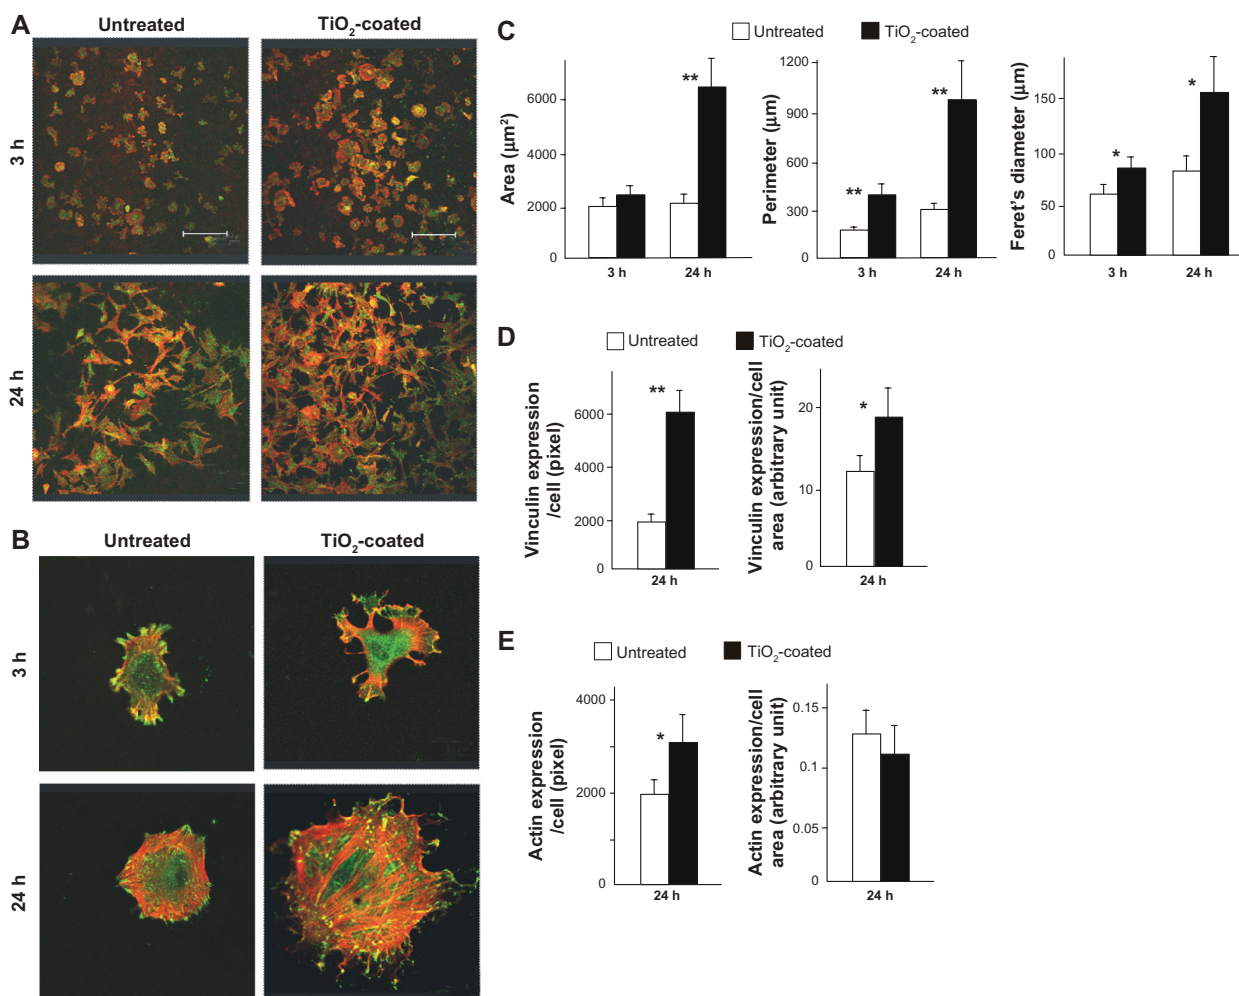 A
Untreated
TiO₂-coated
3 h
24 h
B
Untreated
TiO₂-coated
3 h
24 h
C
Untreated
TiO₂-coated
Area (μm²)
6000
4000
2000
0
**
3 h
24 h
Perimeter (μm)
1200
900
600
300
0
**
**
3 h
24 h
Feret's diameter (μm)
150
100
50
0
*
*
3 h
24 h
D
Untreated
TiO₂-coated
Vinculin expression
/cell (pixel)
6000
4000
2000
0
**
24 h
Vinculin expression/cell
area (arbitrary unit)
20
10
0
*
24 h
E
Untreated
TiO₂-coated
Actin expression
/cell (pixel)
4000
2000
0
*
24 h
Actin expression/cell
area (arbitrary unit)
0.15
0.1
0.05
0
24 h